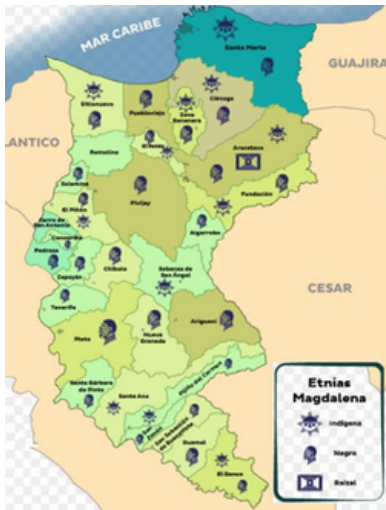 MAR CARIBE
GUAJIRA
Santa Marta
Sitionuevo
Puebloviejo
Ciénaga
Zona
Bananera
ATLANTICO
El Retén
Aracataca
Remolino
Fundación
Salamina
Pivijay
El Piñón
Cerro de
San Antonio
Concordia
Algarrobo
Pedraza
Zapayán
Chibolo
Sabanas de
San Ángel
Tenerife
CESAR
Plato
Nueva
Granada
Ariguaní
Santa Bárbara
de Pinto
Santa Ana
Pijiño del Carmen
San
Zenón
San Sebastián
de Buenavista
Guamal
El Banco
Etnias
Magdalena
Indígena
Negro
Raizal